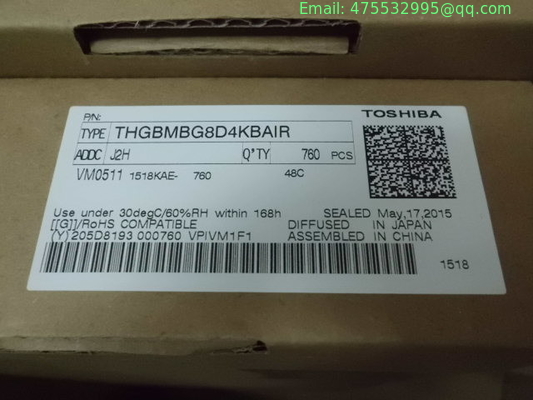 Email: 475532995@qq.com
P/N:
TOSHIBA
TYPE THGBMBG8D4KBAIR
ADDC J2H Q'TY 760 PCS
VM0511 1518KAE- 760 48C
Use under 30degC/60%RH within 168h SEALED May,17,2015
[[G]]/RoHS COMPATIBLE DIFFUSED IN JAPAN
(Y)205D8193 000760 VPIVM1F1 ASSEMBLED IN CHINA
1518